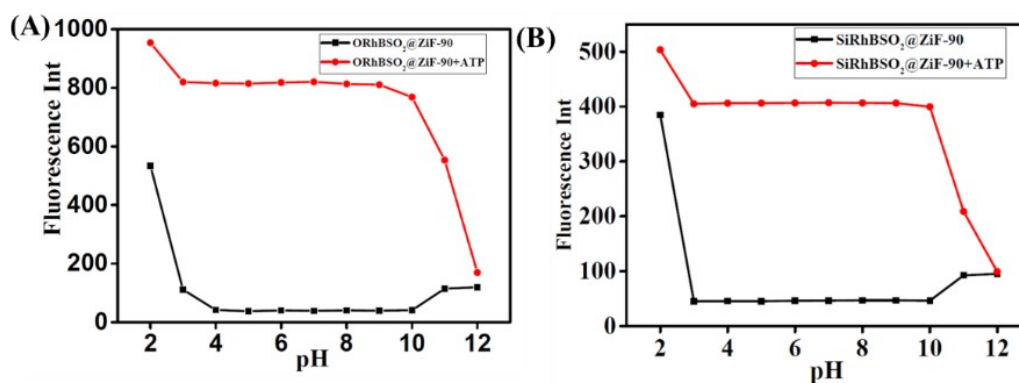 (A)
Fluorescence Int
1000
800
600
400
200
0
2 4 6 8 10 12
pH
ORhBSO₂@ZiF-90
ORhBSO₂@ZiF-90+ATP
(B)
Fluorescence Int
500
400
300
200
100
0
2 4 6 8 10 12
pH
SiRhBSO₂@ZiF-90
SiRhBSO₂@ZiF-90+ATP